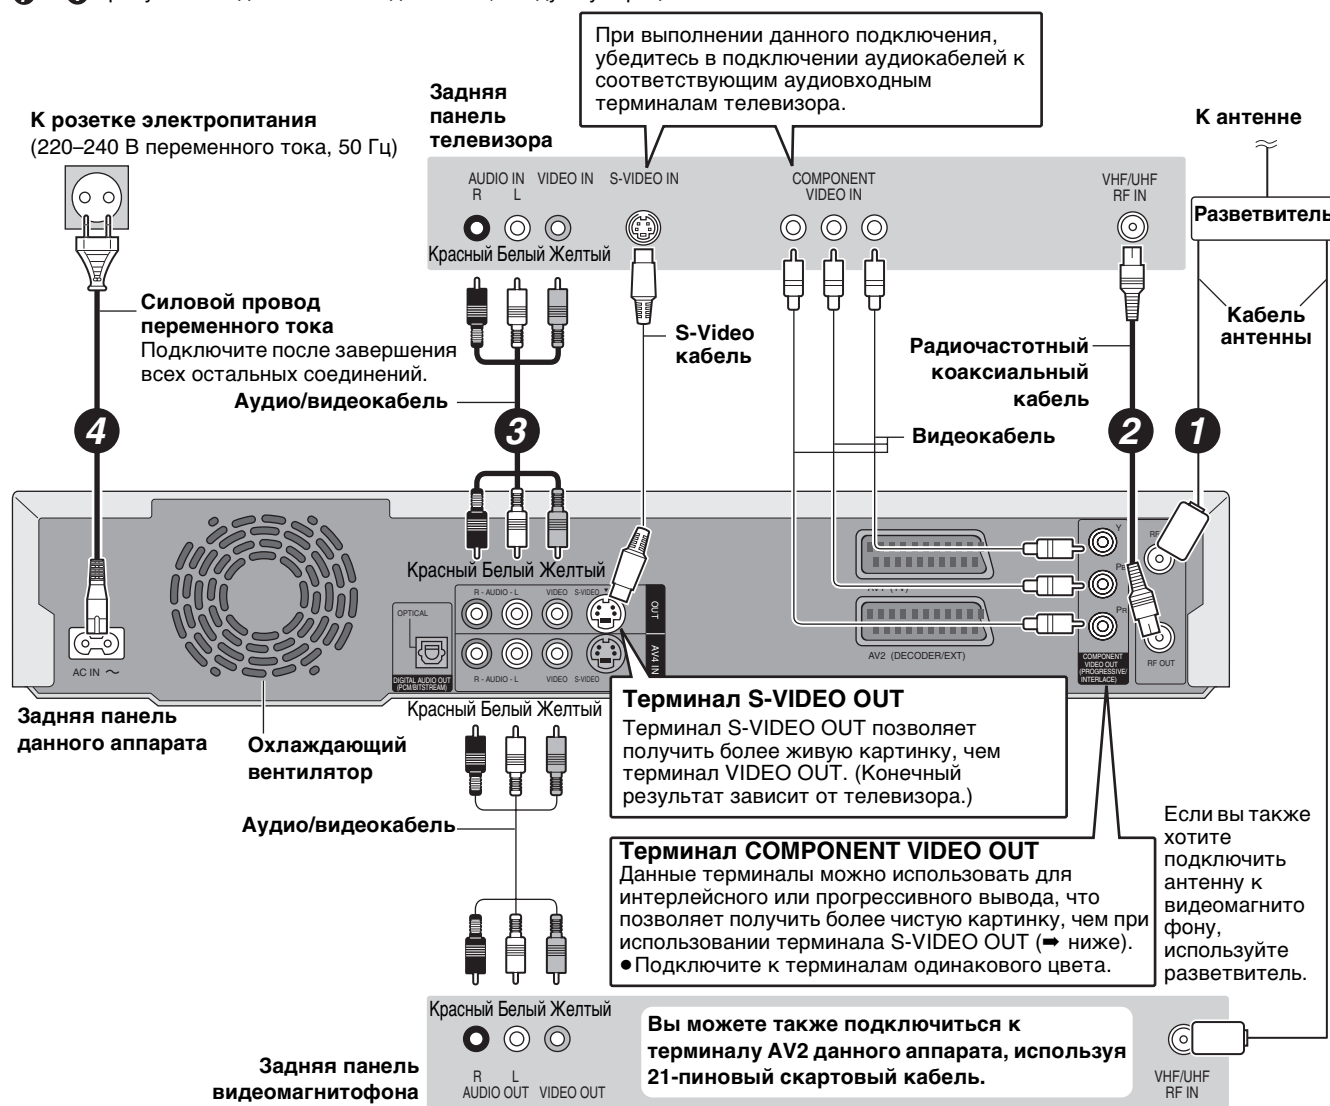 При выполнении данного подключения,
убедитесь в подключении аудиокабелей к
соответствующим аудиовходным
терминалам телевизора.
Задняя
панель
телевизора
К розетке электропитания
(220–240 В переменного тока, 50 Гц)
К антенне
AUDIO IN
R L
VIDEO IN
S-VIDEO IN
COMPONENT
VIDEO IN
VHF/UHF
RF IN
Разветвитель
Красный Белый Желтый
Силовой провод
переменного тока
Подключите после завершения
всех остальных соединений.
Аудио/видеокабель
S-Video
кабель
Радиочастотный
коаксиальный
кабель
Кабель
антенны
Видеокабель
4
3
2
1
Красный Белый Желтый
R - AUDIO - L VIDEO S-VIDEO
OUT
OPTICAL
AV4 IN
R - AUDIO - L VIDEO S-VIDEO
DIGITAL AUDIO OUT
(PCM/BITSTREAM)
AC IN
AV2 (DECODER/EXT)
Y
PB
PR
COMPONENT
VIDEO OUT
(PROGRESSIVE/
INTERLACE)
RF OUT
Задняя панель
данного аппарата
Охлаждающий
вентилятор
Красный Белый Желтый
Терминал S-VIDEO OUT
Терминал S-VIDEO OUT позволяет
получить более живую картинку, чем
терминал VIDEO OUT. (Конечный
результат зависит от телевизора.)
Аудио/видеокабель
Терминал COMPONENT VIDEO OUT
Данные терминалы можно использовать для
интерлейсного или прогрессивного вывода, что
позволяет получить более чистую картинку, чем при
использовании терминала S-VIDEO OUT (➡ ниже).
●Подключите к терминалам одинакового цвета.
Если вы также
хотите
подключить
антенну к
видеомагнито
фону,
используйте
разветвитель.
Красный Белый Желтый
R L
AUDIO OUT VIDEO OUT
Задняя панель
видеомагнитофона
Вы можете также подключиться к
терминалу AV2 данного аппарата, используя
21-пиновый скартовый кабель.
VHF/UHF
RF IN